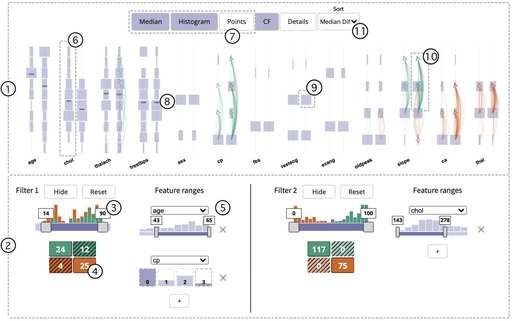 Sort
Median Histogram Points CF Details Median Dif
11
6
7
10
1
8
9
age chol thalach trestbps sex cp fbs restecg exang oldpeak slope ca thal
Filter 1 Hide Reset Feature ranges
Filter 2 Hide Reset Feature ranges
14 90 3
age 5
43 65
0 100
chol
143 278
2
24 12
25 4
cp
0 1 2 3
+
117
75
+